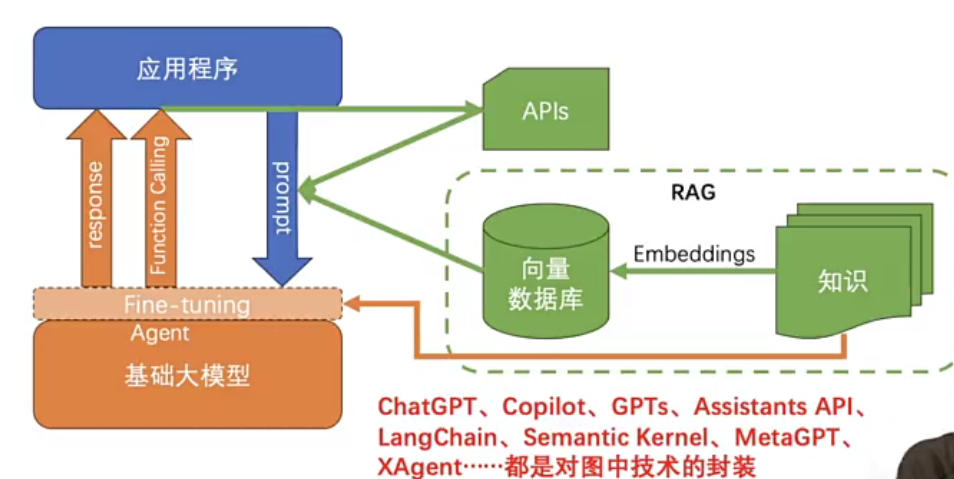 应用程序
APIs
response
Function Calling
prompt
RAG
Embeddings
向量
数据库
知识
Fine-tuning
Agent
基础大模型
ChatGPT、Copilot、GPTs、Assistants API、
LangChain、Semantic Kernel、MetaGPT、
XAgent……都是对图中技术的封装